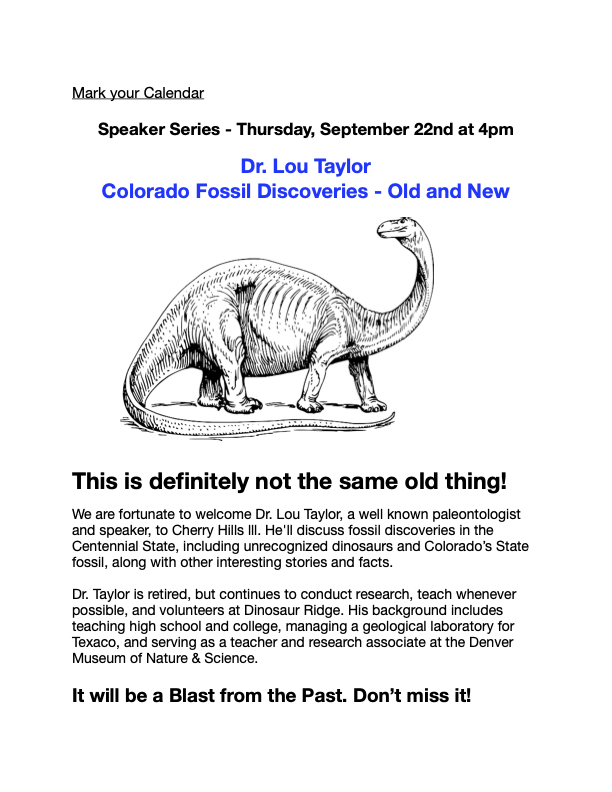 Mark your Calendar
Speaker Series - Thursday, September 22nd at 4pm
Dr. Lou Taylor
Colorado Fossil Discoveries - Old and New
This is definitely not the same old thing!
We are fortunate to welcome Dr. Lou Taylor, a well known paleontologist
and speaker, to Cherry Hills lll. He'll discuss fossil discoveries in the
Centennial State, including unrecognized dinosaurs and Colorado’s State
fossil, along with other interesting stories and facts.
Dr. Taylor is retired, but continues to conduct research, teach whenever
possible, and volunteers at Dinosaur Ridge. His background includes
teaching high school and college, managing a geological laboratory for
Texaco, and serving as a teacher and research associate at the Denver
Museum of Nature & Science.
It will be a Blast from the Past. Don’t miss it!